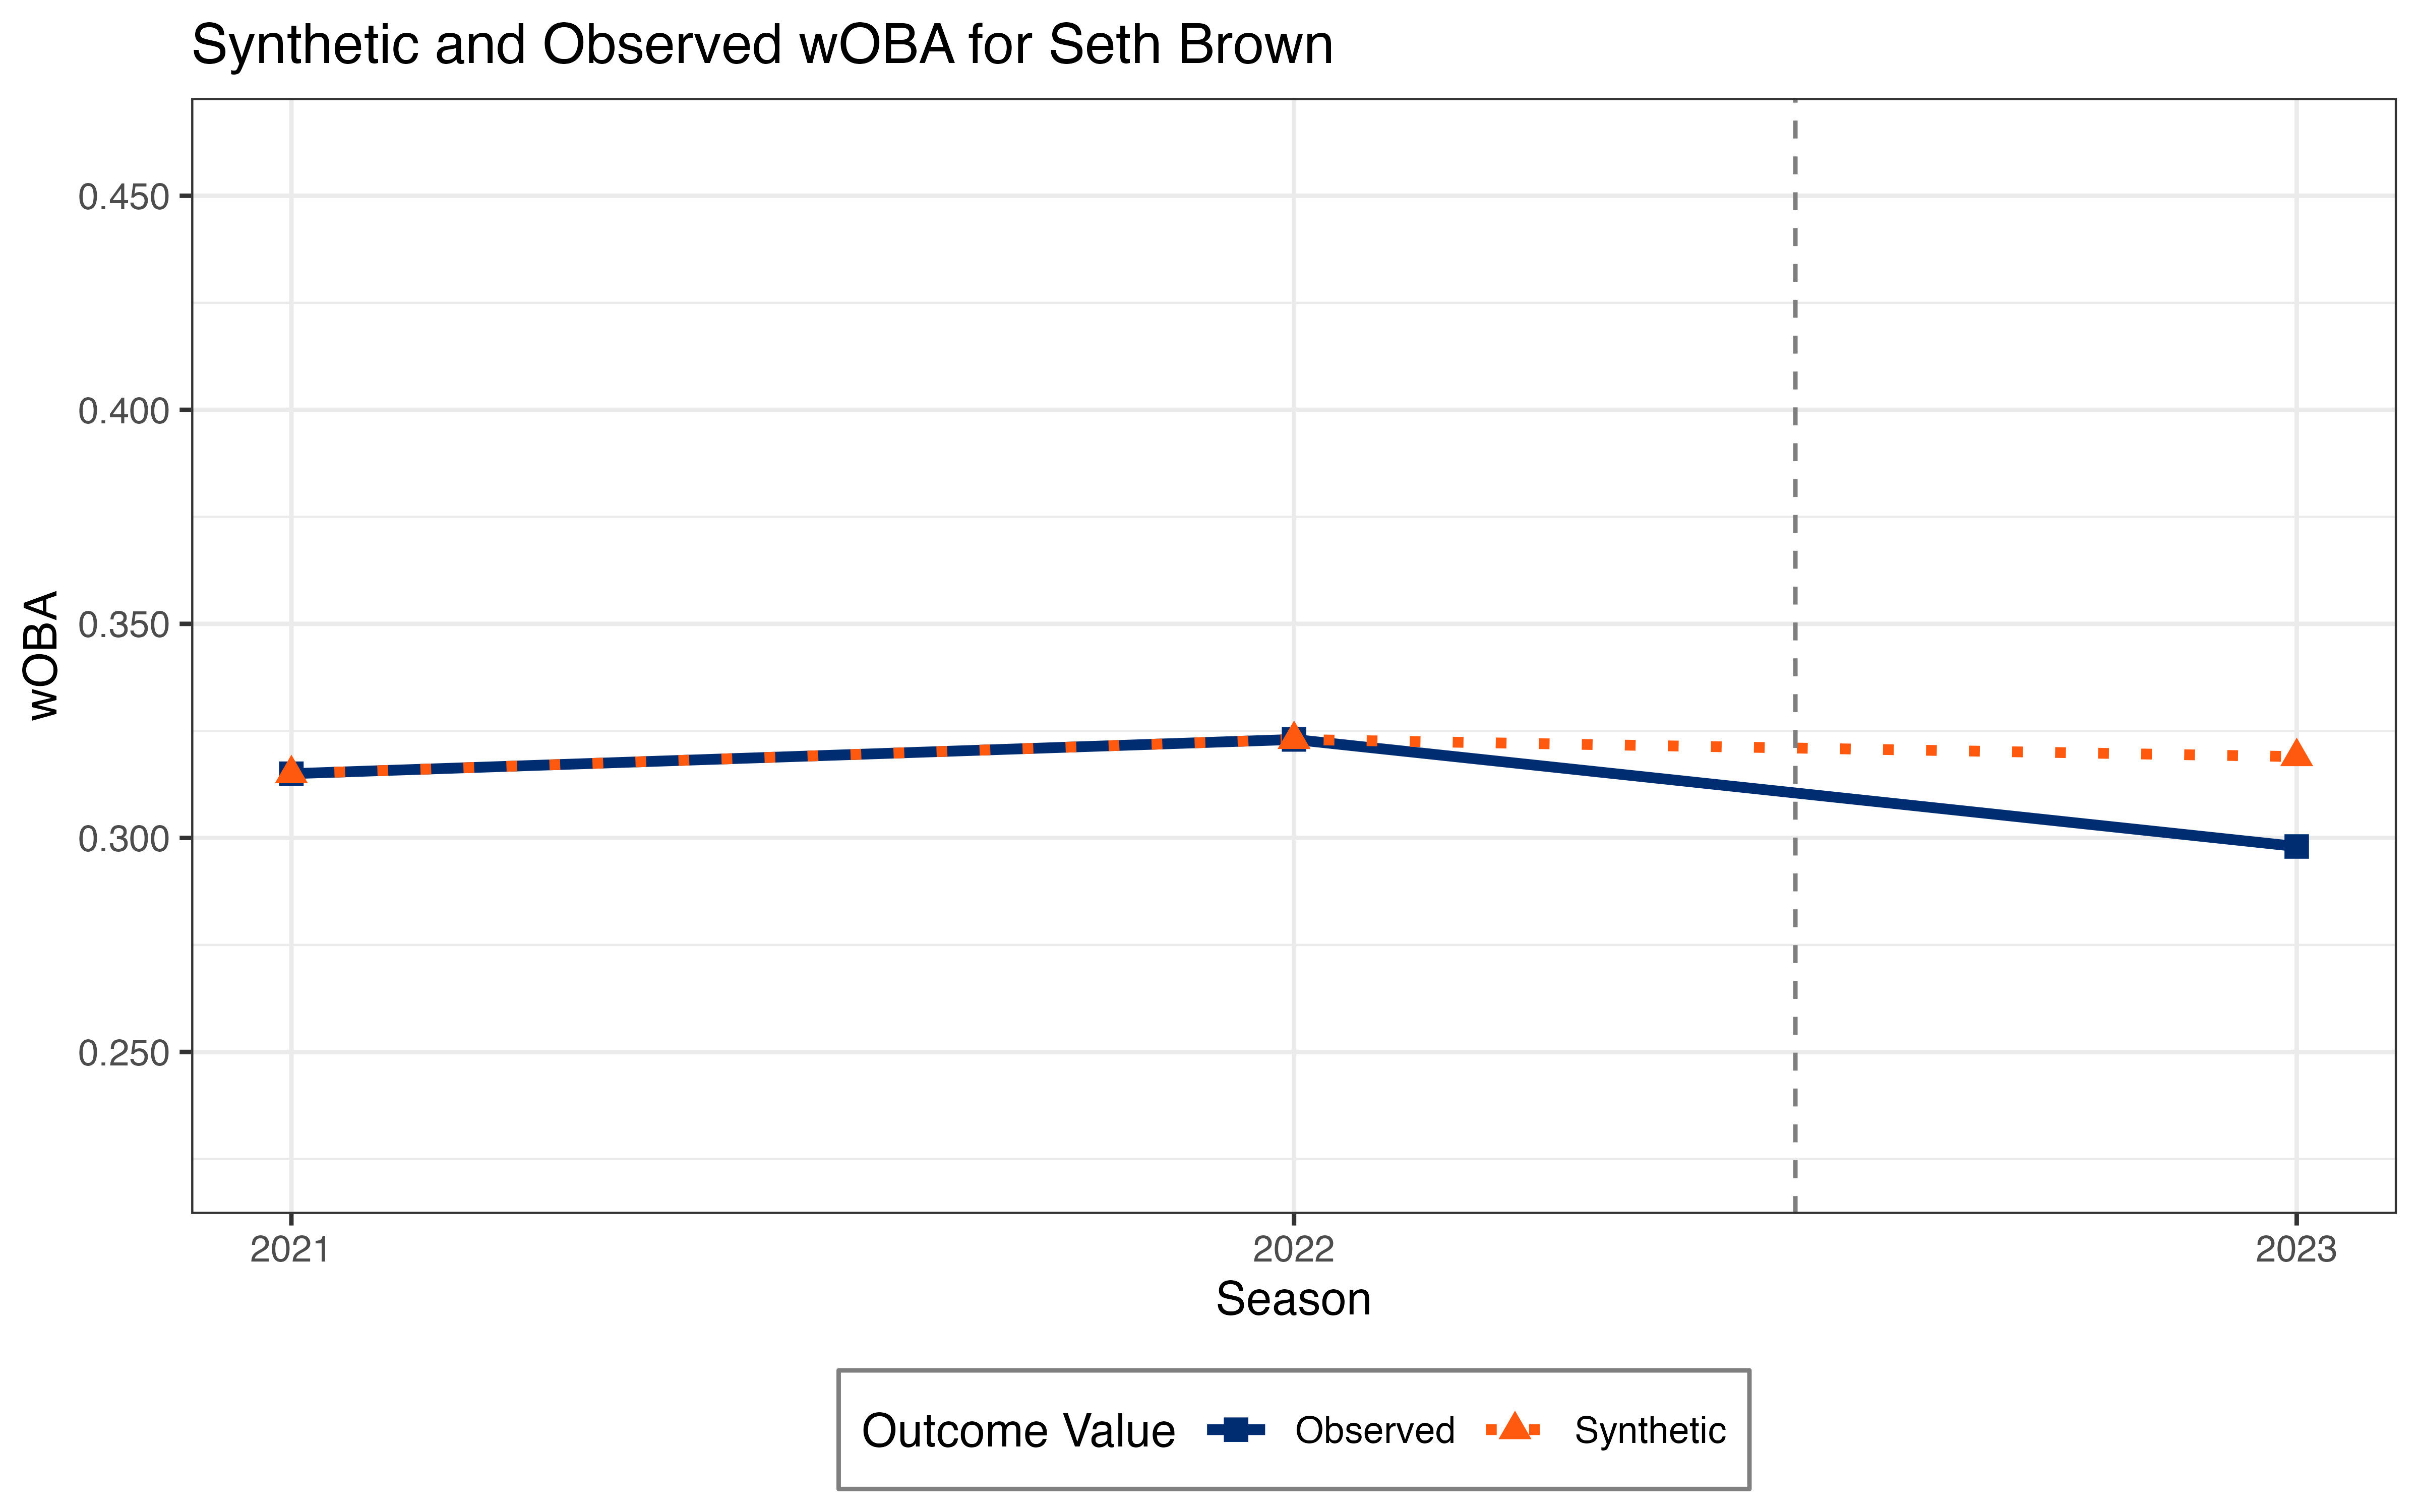 Synthetic and Observed wOBA for Seth Brown
wOBA
0.450
0.400
0.350
0.300
0.250
2021 2022 2023
Season
Outcome Value Observed Synthetic